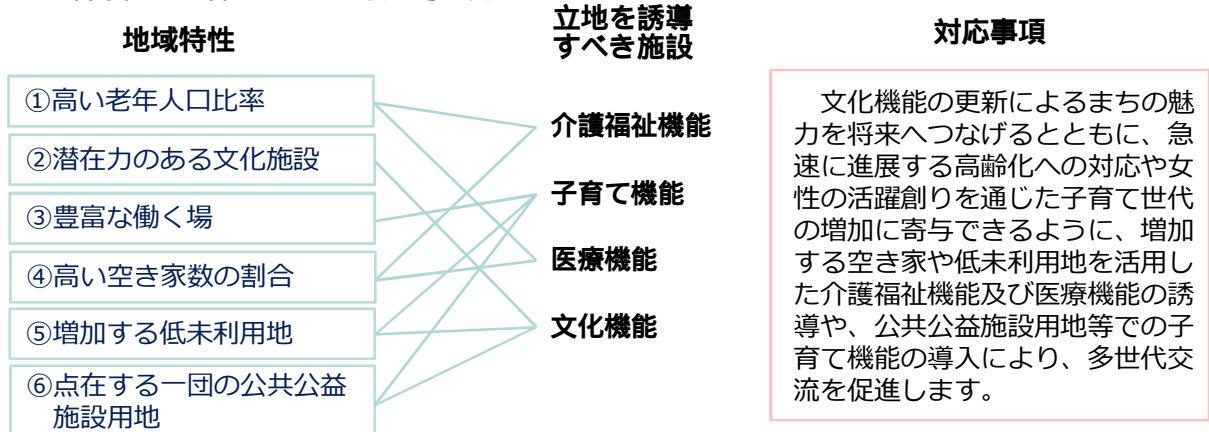 地域特性
①高い老年人口比率
②潜在力のある文化施設
③豊富な働く場
④高い空き家数の割合
⑤増加する低未利用地
⑥点在する一団の公共公益
施設用地
立地を誘導
すべき施設
介護福祉機能
子育て機能
医療機能
文化機能
対応事項
文化機能の更新によるまちの魅
力を将来へつなげるとともに、急
速に進展する高齢化への対応や女
性の活躍創りを通じた子育て世代
の増加に寄与できるように、増加
する空き家や低未利用地を活用し
た介護福祉機能及び医療機能の誘
導や、公共公益施設用地等での子
育て機能の導入により、多世代交
流を促進します。